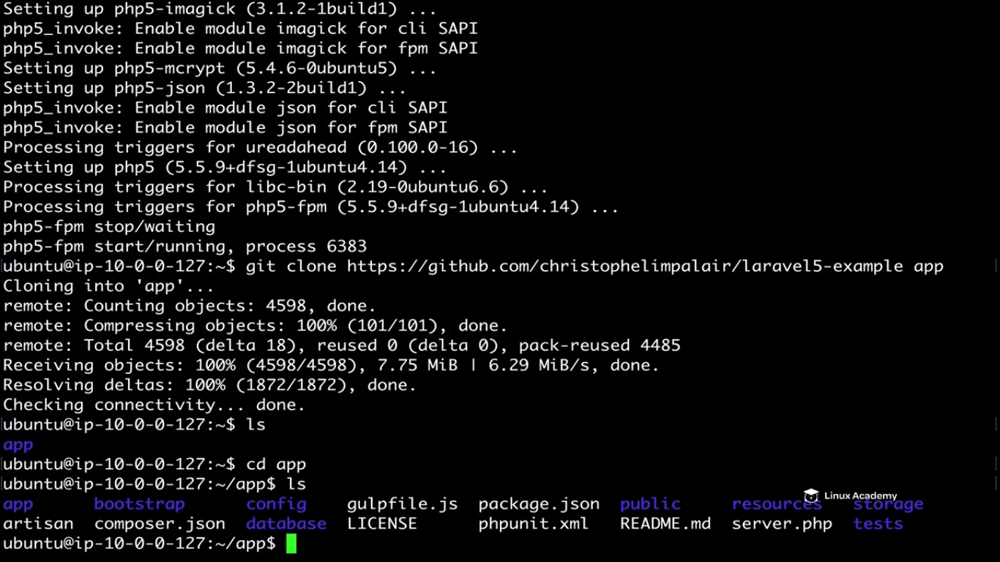 Setting up php5-imagick (3.1.2-1build1) ...
php5_invoke: Enable module imagick for cli SAPI
php5_invoke: Enable module imagick for fpm SAPI
Setting up php5-mcrypt (5.4.6-0ubuntu5) ...
Setting up php5-json (1.3.2-2build1) ...
php5_invoke: Enable module json for cli SAPI
php5_invoke: Enable module json for fpm SAPI
Processing triggers for ureadahead (0.100.0-16) ...
Setting up php5 (5.5.9+dfsg-1ubuntu4.14) ...
Processing triggers for libc-bin (2.19-0ubuntu6.6) ...
Processing triggers for php5-fpm (5.5.9+dfsg-1ubuntu4.14) ...
php5-fpm stop/waiting
php5-fpm start/running, process 6383
ubuntu@ip-10-0-0-127:~$ git clone https://github.com/christophelimpalair/laravel5-example app
Cloning into 'app'...
remote: Counting objects: 4598, done.
remote: Compressing objects: 100% (101/101), done.
remote: Total 4598 (delta 18), reused 0 (delta 0), pack-reused 4485
Receiving objects: 100% (4598/4598), 7.75 MiB | 6.29 MiB/s, done.
Resolving deltas: 100% (1872/1872), done.
Checking connectivity... done.
ubuntu@ip-10-0-0-127:~$ ls
app
ubuntu@ip-10-0-0-127:~$ cd app
ubuntu@ip-10-0-0-127:~/app$ ls
Linux Academy
app bootstrap config gulpfile.js package.json public resources storage
artisan composer.json database LICENSE phpunit.xml README.md server.php tests
ubuntu@ip-10-0-0-127:~/app$